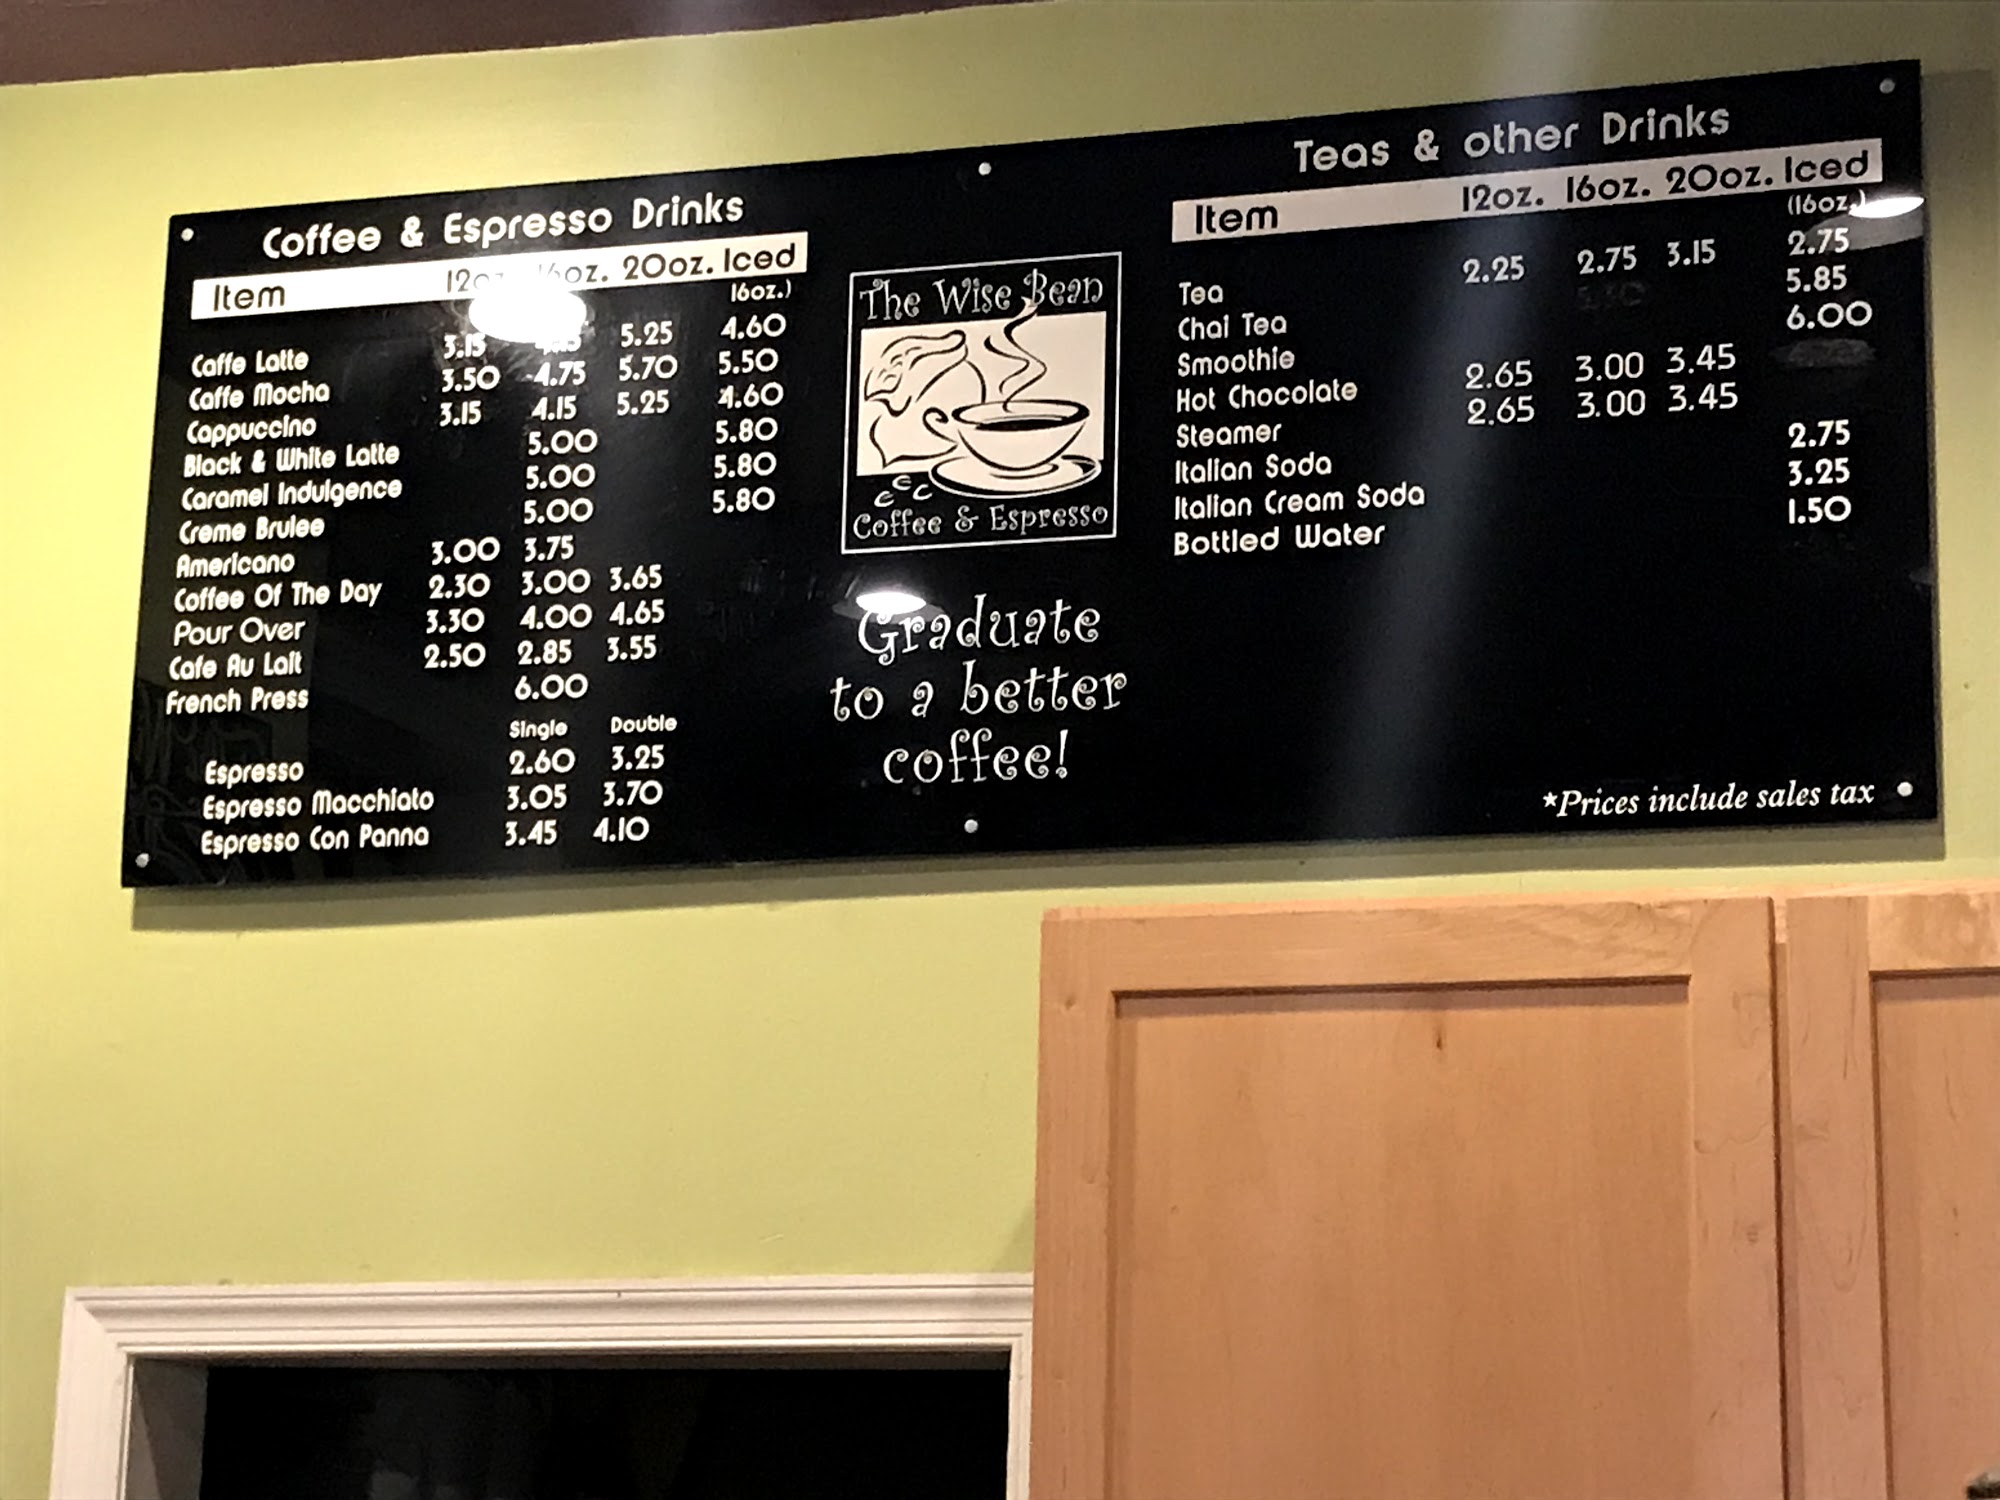 Coffee & Espresso Drinks
Item 12oz. 16oz. 20oz. Iced
16oz.)
Caffe Latte 3.15 5.25 4.60
Caffe Mocha 3.50 4.75 5.70 5.50
Cappuccino 3.15 4.15 5.25 4.60
Black & White Latte 5.00 5.80
Caramel Indulgence 5.00 5.80
Creme Brulee 5.00 5.80
Americano 3.00 3.75
Coffee Of The Day 2.30 3.00 3.65
Pour Over 3.30 4.00 4.65
Cafe Au Lait 2.50 2.85 3.55
French Press 6.00
Single Double
Espresso 2.60 3.25
Espresso Macchiato 3.05 3.70
Espresso Con Panna 3.45 4.10
The Wise Bean
Coffee & Espresso
Graduate
to a better
coffee!
Teas & other Drinks
Item 12oz. 16oz. 20oz. Iced
(16oz.)
Tea 2.25 2.75 3.15 2.75
Chai Tea 5.85
Smoothie 6.00
Hot Chocolate 2.65 3.00 3.45
Steamer 2.65 3.00 3.45
Italian Soda 2.75
Italian Cream Soda 3.25
Bottled Water 1.50
*Prices include sales tax